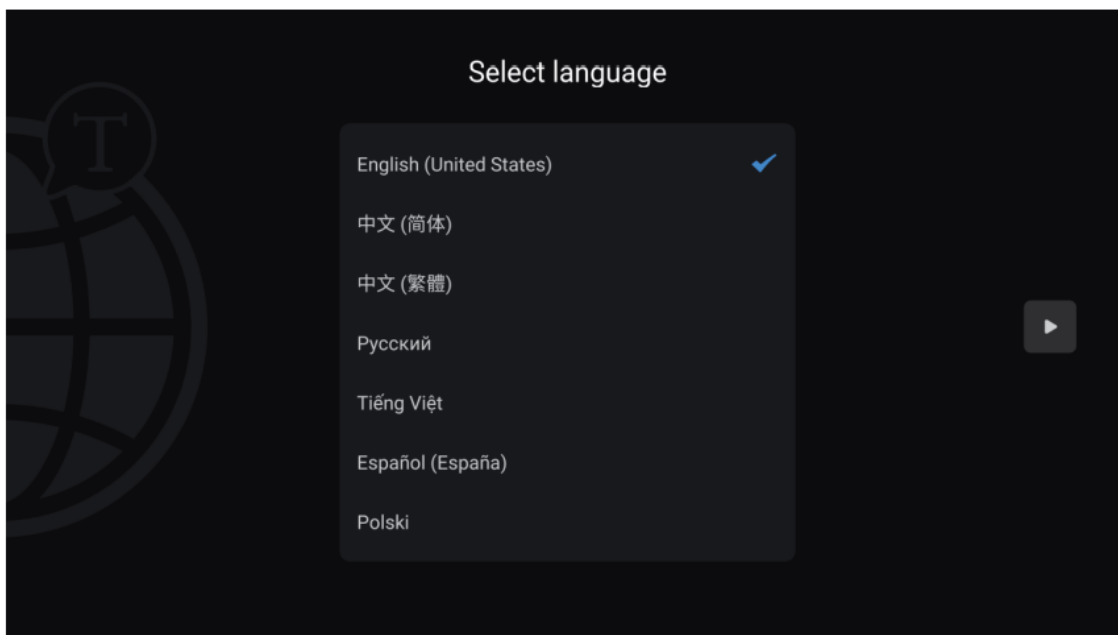 Select language
T
English (United States)
中文 (简体)
中文 (繁體)
Русский
Tiếng Việt
Español (España)
Polski